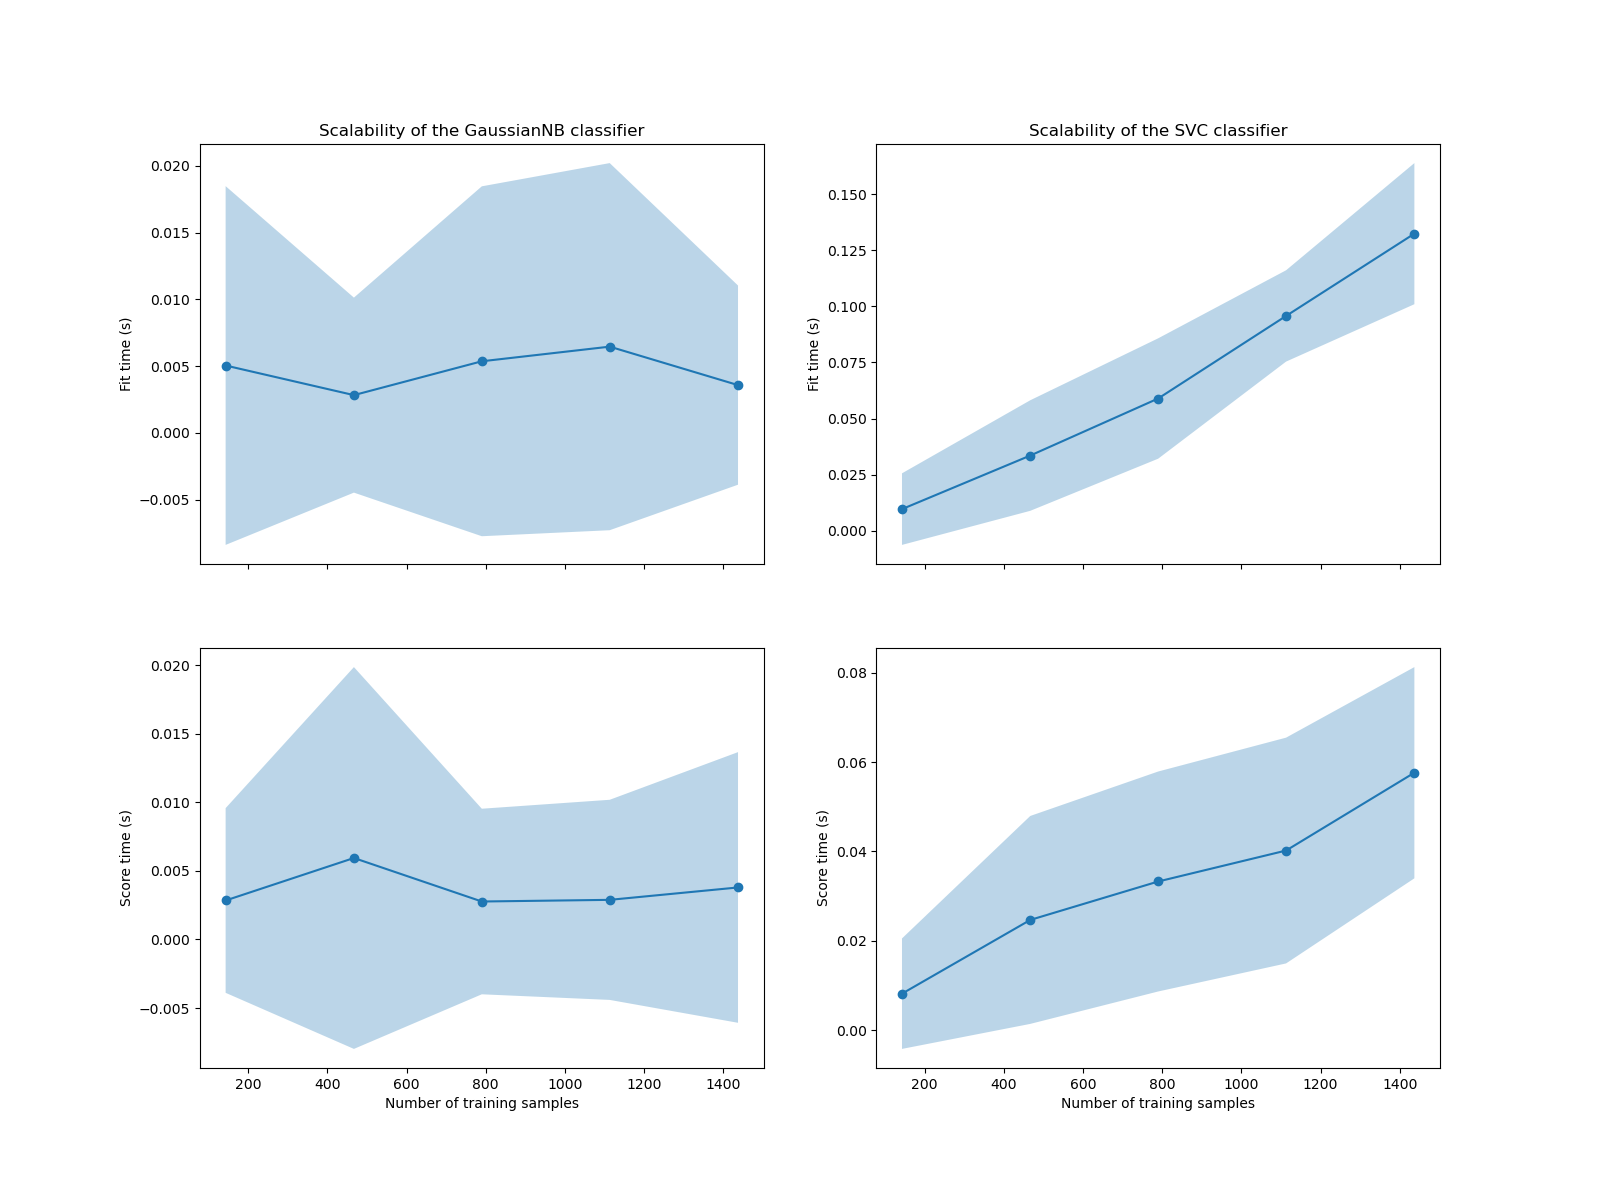 Scalability of the GaussianNB classifier
0.020
0.015
0.010
0.005
0.000
−0.005
Fit time (s)
Scalability of the SVC classifier
0.150
0.125
0.100
0.075
0.050
0.025
0.000
Fit time (s)
0.020
0.015
0.010
0.005
0.000
−0.005
Score time (s)
200 400 600 800 1000 1200 1400
Number of training samples
0.08
0.06
0.04
0.02
0.00
Score time (s)
200 400 600 800 1000 1200 1400
Number of training samples